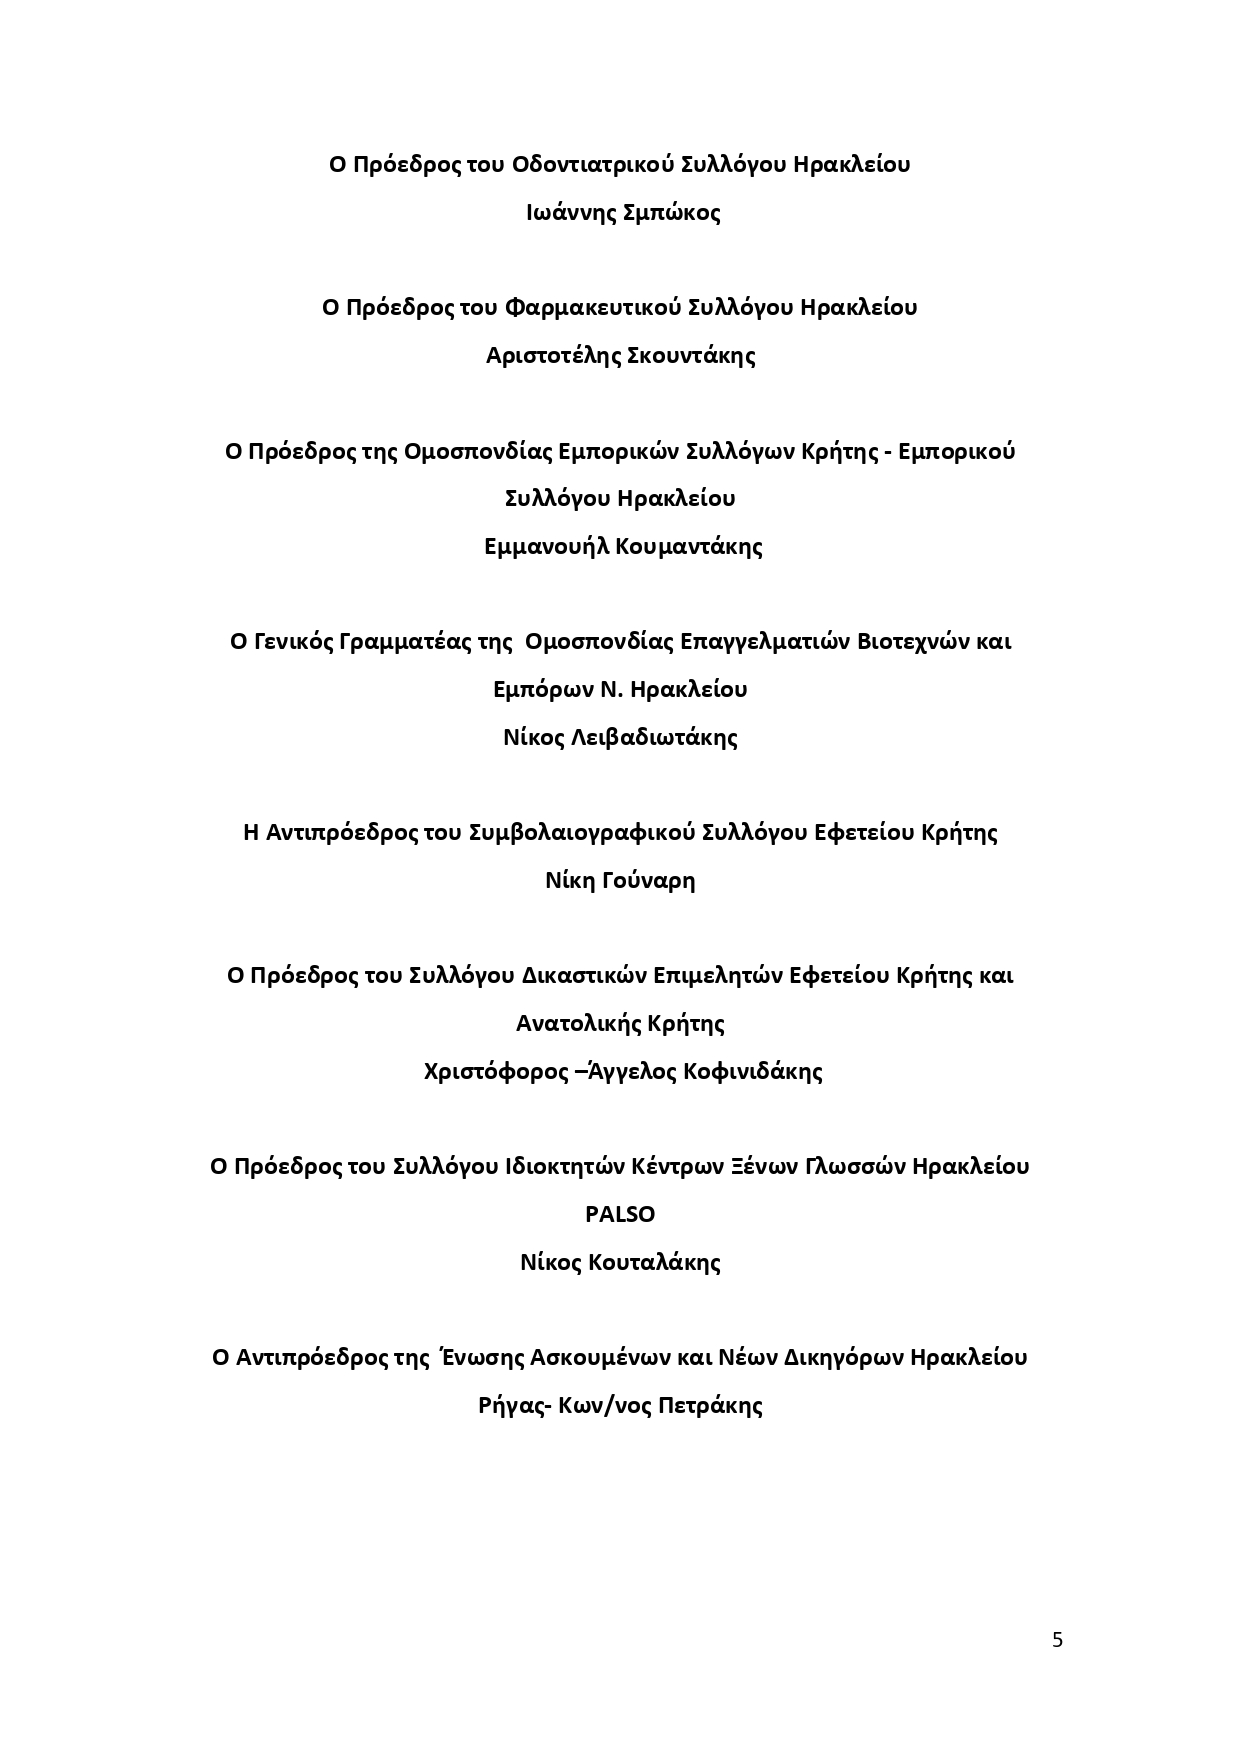 Ο Πρόεδρος του Οδοντιατρικού Συλλόγου Ηρακλείου
Ιωάννης Σμπώκος
Ο Πρόεδρος του Φαρμακευτικού Συλλόγου Ηρακλείου
Αριστοτέλης Σκουντάκης
Ο Πρόεδρος της Ομοσπονδίας Εμπορικών Συλλόγων Κρήτης - Εμπορικού
Συλλόγου Ηρακλείου
Εμμανουήλ Κουμαντάκης
Ο Γενικός Γραμματέας της  Ομοσπονδίας Επαγγελματιών Βιοτεχνών και
Εμπόρων Ν. Ηρακλείου
Νίκος Λειβαδιωτάκης
Η Αντιπρόεδρος του Συμβολαιογραφικού Συλλόγου Εφετείου Κρήτης
Νίκη Γούναρη
Ο Πρόεδρος του Συλλόγου Δικαστικών Επιμελητών Εφετείου Κρήτης και
Ανατολικής Κρήτης
Χριστόφορος –Άγγελος Κοφινιδάκης
Ο Πρόεδρος του Συλλόγου Ιδιοκτητών Κέντρων Ξένων Γλωσσών Ηρακλείου
PALSO
Νίκος Κουταλάκης
Ο Αντιπρόεδρος της  Ένωσης Ασκουμένων και Νέων Δικηγόρων Ηρακλείου
Ρήγας- Κων/νος Πετράκης
5